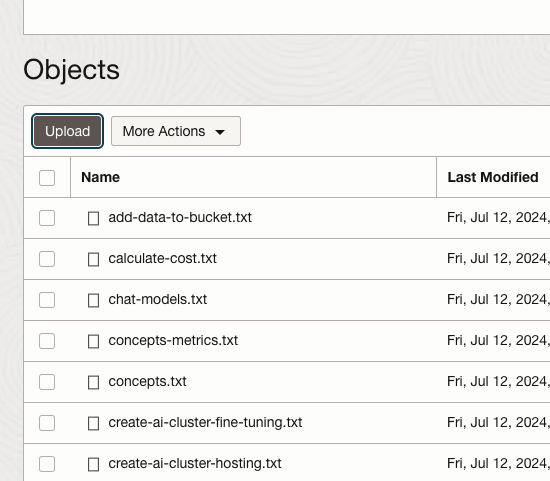 Objects
Upload More Actions
Name Last Modified
add-data-to-bucket.txt Fri, Jul 12, 2024,
calculate-cost.txt Fri, Jul 12, 2024,
chat-models.txt Fri, Jul 12, 2024,
concepts-metrics.txt Fri, Jul 12, 2024,
concepts.txt Fri, Jul 12, 2024,
create-ai-cluster-fine-tuning.txt Fri, Jul 12, 2024,
create-ai-cluster-hosting.txt Fri, Jul 12, 2024,